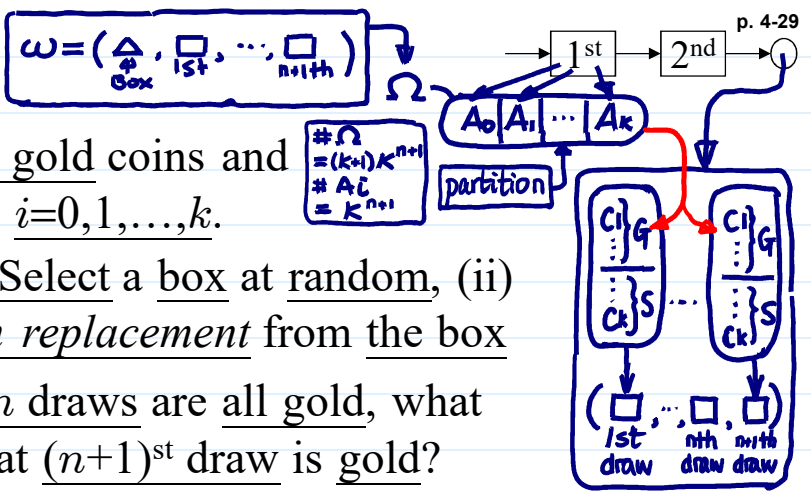 p. 4-29
ω = (△, □, ⋯, □)
Box 1st n+1th
Ω
1st 2nd
A0 A1 ⋯ Ak
partition
#Ω
=(k+1)K^n+1
# Ai
= K^n+1
gold coins and
i=0,1,…,k.
Select a box at random, (ii)
replacement from the box
n draws are all gold, what
at (n+1)st draw is gold?
C1 ⋮ } G
⋮ Ck } S
⋯
C1 ⋮ } G
⋮ Ck } S
(□, ⋯, □, □)
1st nth n+1th
draw draw draw